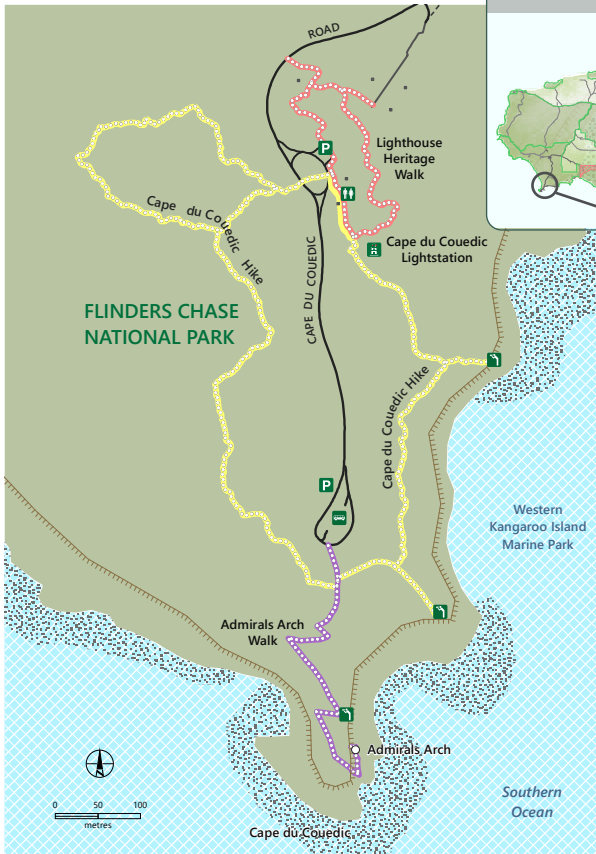 ROAD
P
Lighthouse
Heritage
Walk
Cape du Couedic Hike
Cape du Couedic
Lightstation
CAPE DU COUEDIC
FLINDERS CHASE
NATIONAL PARK
Cape du Couedic Hike
P
Western
Kangaroo Island
Marine Park
Admirals Arch
Walk
Admirals Arch
0 50 100
metres
Southern
Ocean
Cape du Couedic